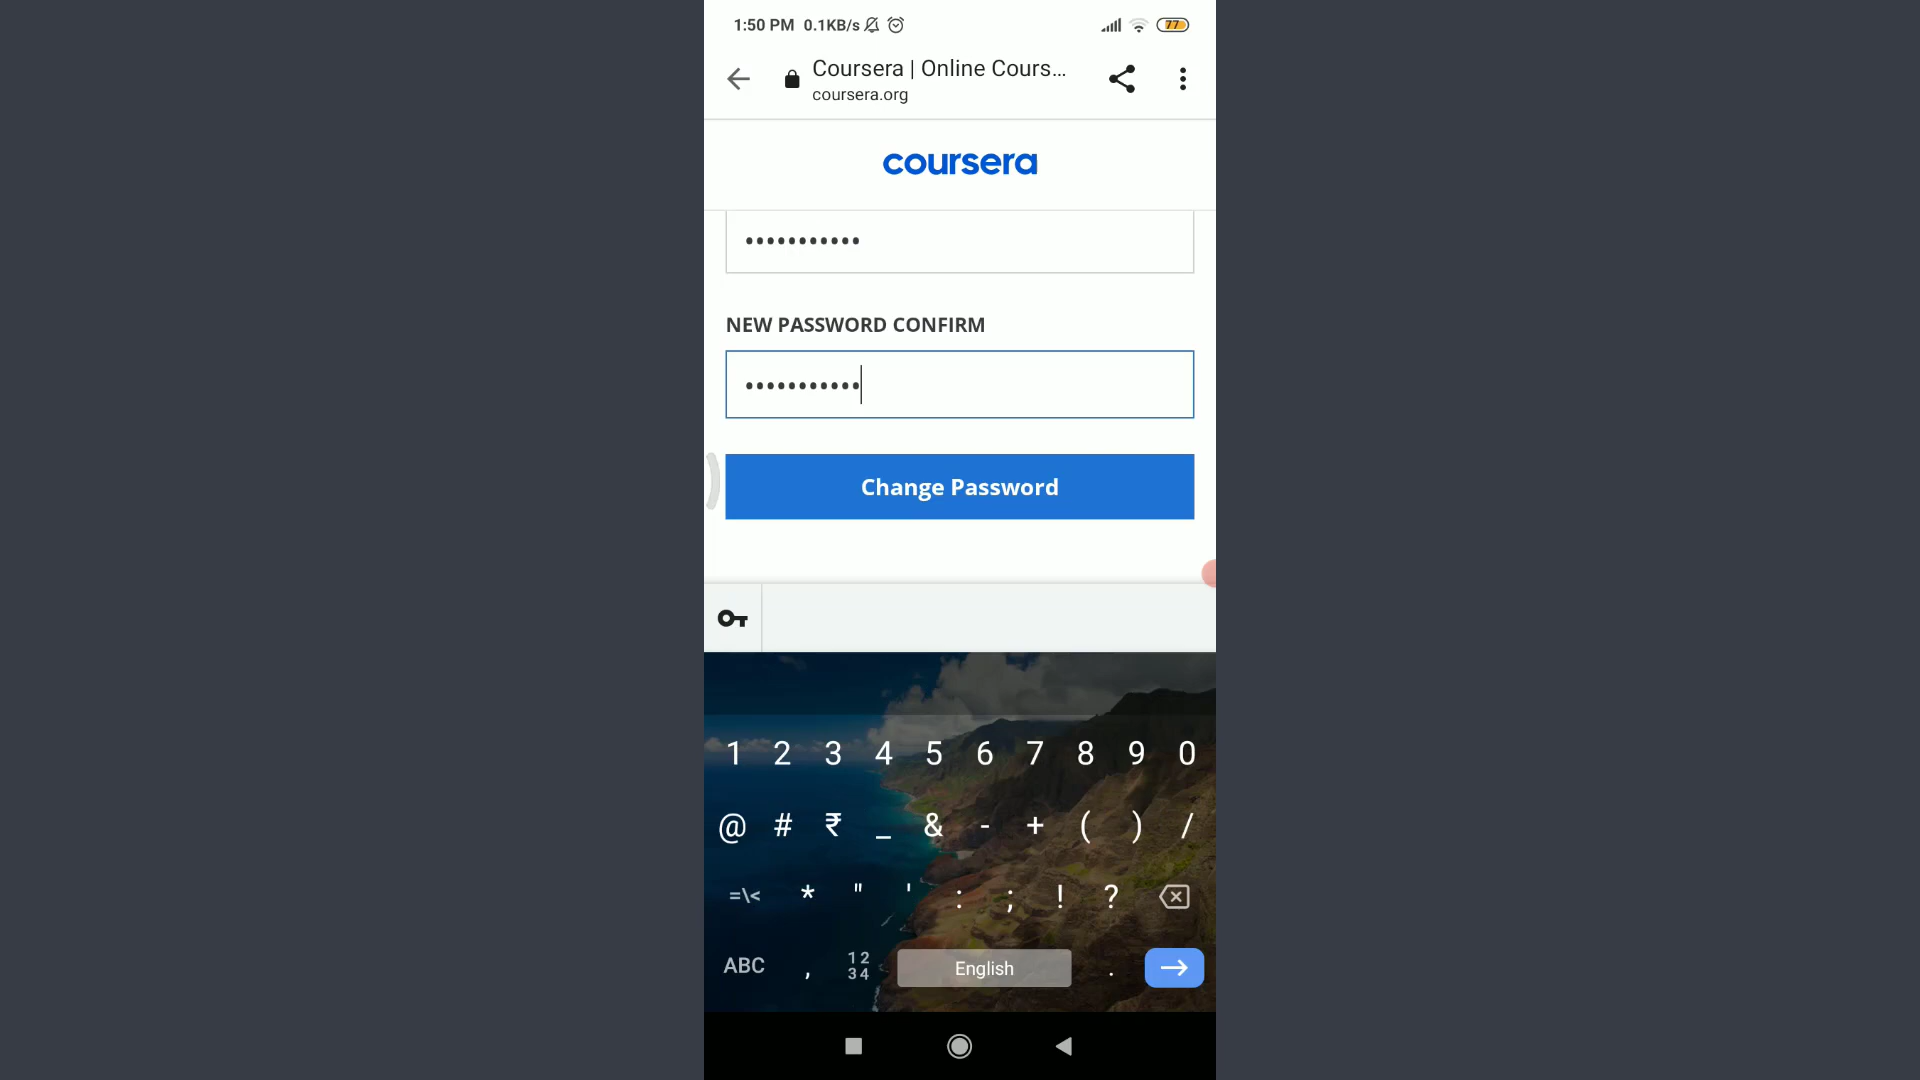 1:50 PM 0.1KB/s 77
Coursera | Online Cours...
coursera.org
coursera
•••••••••••
NEW PASSWORD CONFIRM
•••••••••••
Change Password
1 2 3 4 5 6 7 8 9 0
@ # ₹ _ & - + ( ) /
=\< * " ' : ; ! ?
ABC , 12 34 English .